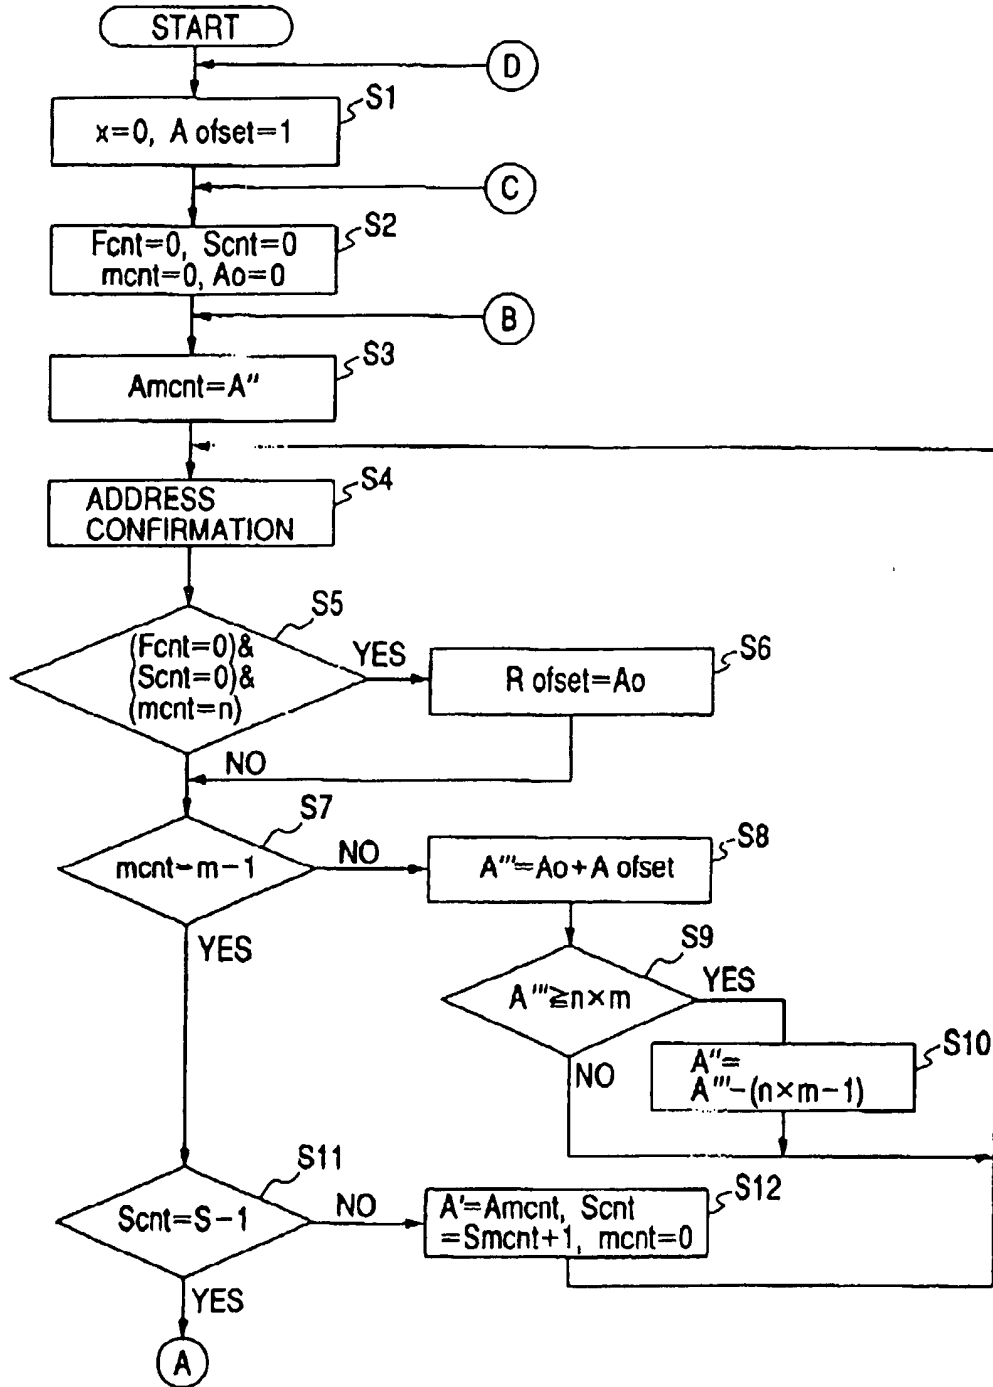 START
D
S1
x=0, A ofset=1
C
S2
Fcnt=0, Scnt=0
mcnt=0, Ao=0
B
S3
Amcnt=A''
S4
ADDRESS
CONFIRMATION
S5
(Fcnt=0)&
(Scnt=0)&
(mcnt=n)
YES
S6
R ofset=Ao
NO
S7
mcnt=m-1
NO
S8
A'''=Ao+A ofset
YES
S9
A'''≧n×m
YES
S10
A''=
A'''-(n×m-1)
NO
S11
Scnt=S-1
NO
S12
A'=Amcnt, Scnt
=Smcnt+1, mcnt=0
YES
A